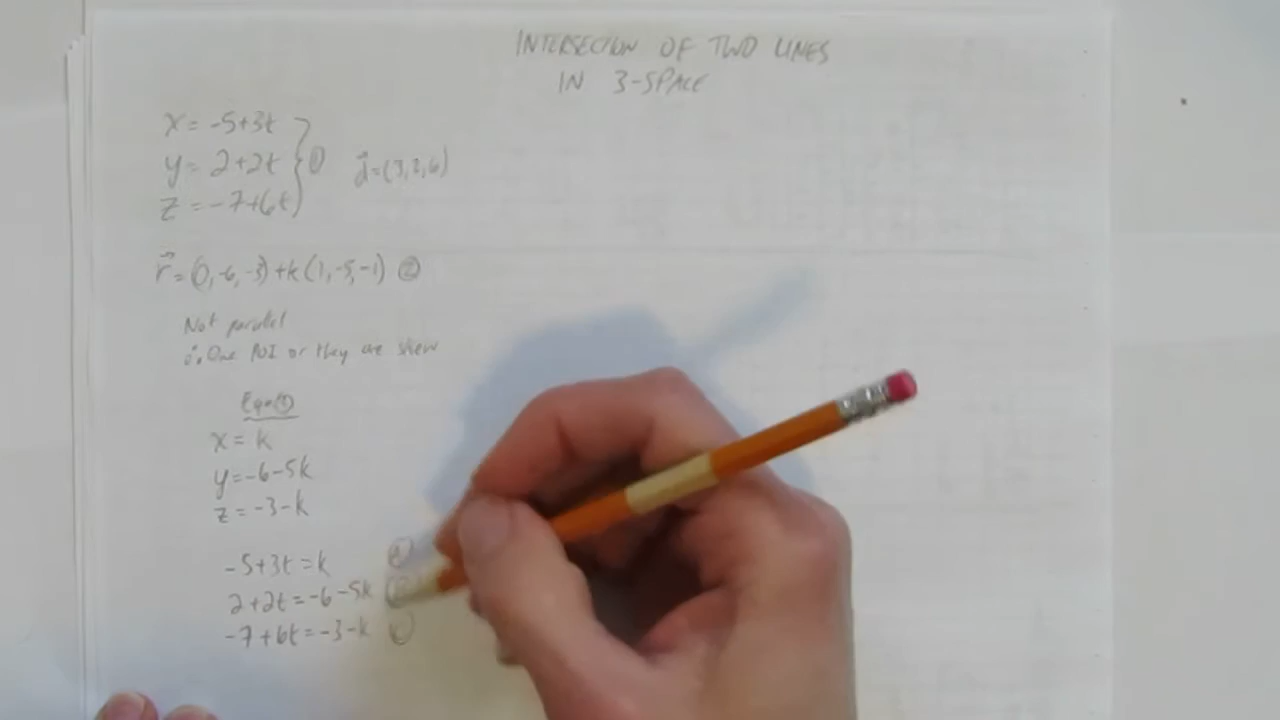 INTERSECTION OF TWO LINES
IN 3-SPACE
x = -5+3t
y = 2+2t } ① d⃗=(3,2,6)
z = -7+6t
r⃗=(0,-6,-3)+k(1,-5,-1) ②
Not parallel
∴ One POI or they are skew
Eqn②
x = k
y=-6-5k
z = -3-k
-5+3t=k
2+2t=-6-5k
-7+6t=-3-k